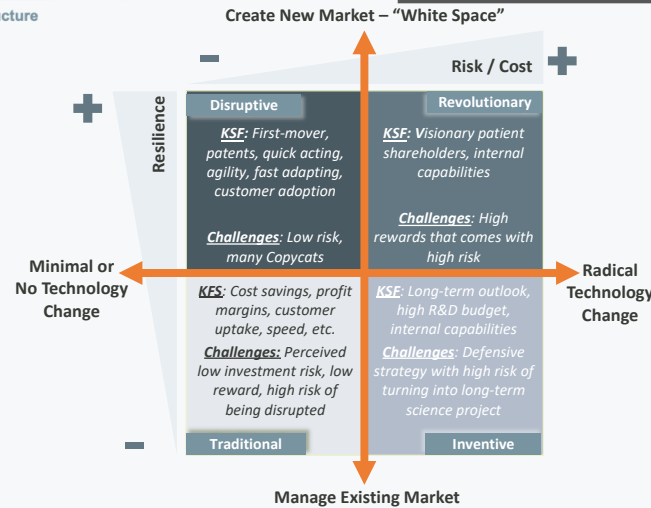 ucture
Create New Market – “White Space”
Risk / Cost
Resilience
Disruptive
KSF: First-mover,
patents, quick acting,
agility, fast adapting,
customer adoption
Challenges: Low risk,
many Copycats
Revolutionary
KSF: Visionary patient
shareholders, internal
capabilities
Challenges: High
rewards that comes with
high risk
Minimal or
No Technology
Change
Radical
Technology
Change
KFS: Cost savings, profit
margins, customer
uptake, speed, etc.
Challenges: Perceived
low investment risk, low
reward, high risk of
being disrupted
Traditional
KSF: Long-term outlook,
high R&D budget,
internal capabilities
Challenges: Defensive
strategy with high risk of
turning into long-term
science project
Inventive
Manage Existing Market